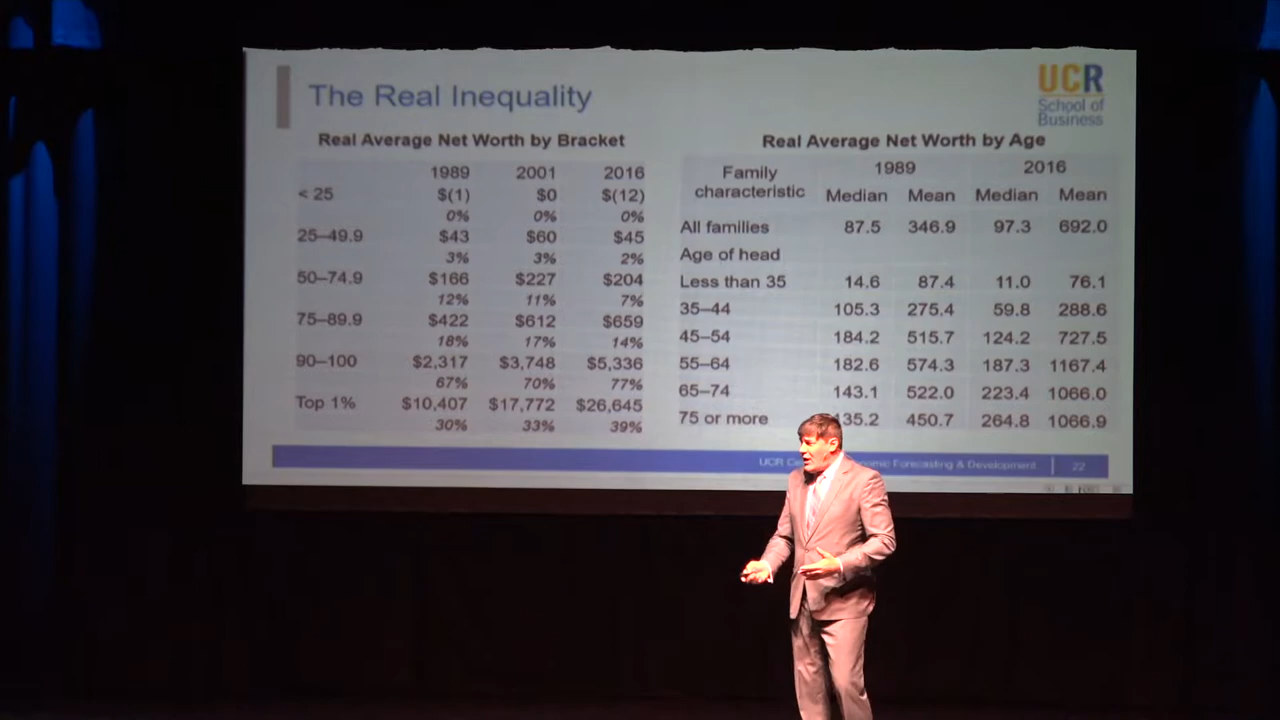 The Real Inequality
UCR
School of
Business
Real Average Net Worth by Bracket
1989 2001 2016
< 25 $(1) $0 $(12)
0% 0% 0%
25–49.9 $43 $60 $45
3% 3% 2%
50–74.9 $166 $227 $204
12% 11% 7%
75–89.9 $422 $612 $659
18% 17% 14%
90–100 $2,317 $3,748 $5,336
67% 70% 77%
Top 1% $10,407 $17,772 $26,645
30% 33% 39%
Real Average Net Worth by Age
Family characteristic 1989 2016
Median Mean Median Mean
All families 87.5 346.9 97.3 692.0
Age of head
Less than 35 14.6 87.4 11.0 76.1
35–44 105.3 275.4 59.8 288.6
45–54 184.2 515.7 124.2 727.5
55–64 182.6 574.3 187.3 1167.4
65–74 143.1 522.0 223.4 1066.0
75 or more 35.2 450.7 264.8 1066.9
UCR Forecasting & Development 22